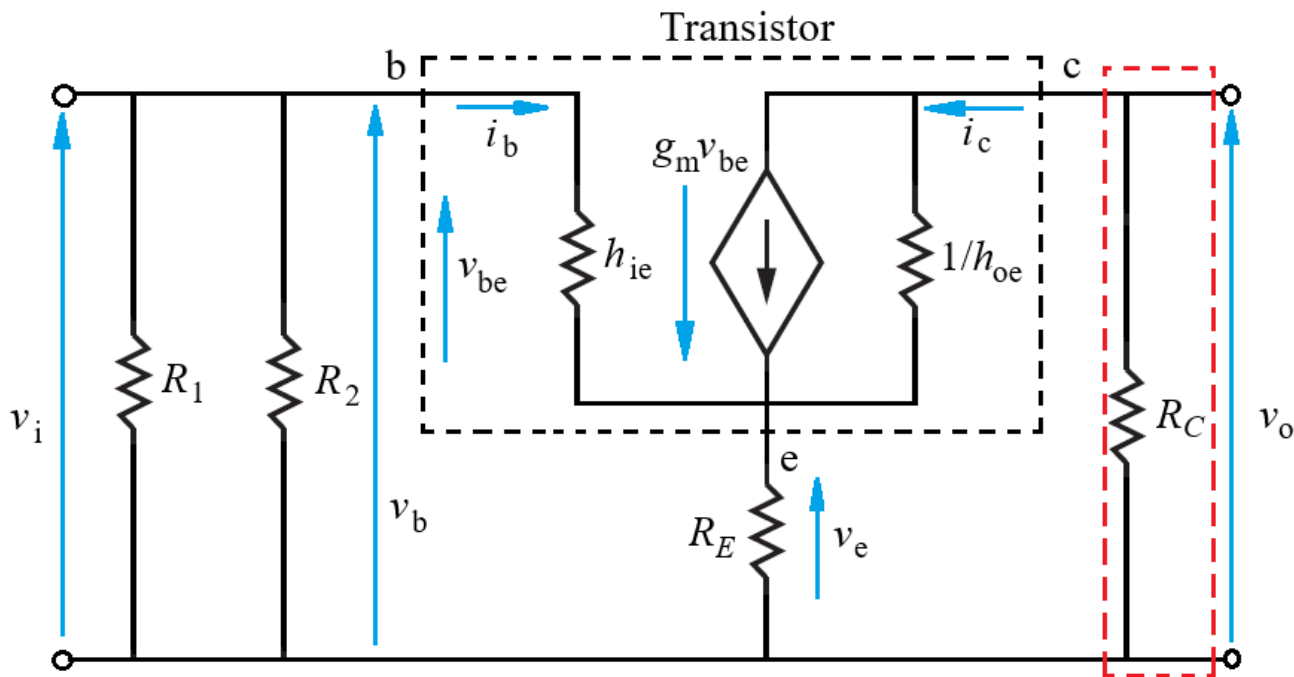 Transistor
b
c
i_b
i_c
g_m v_be
v_be
h_ie
1/h_oe
R_1
R_2
R_C
v_i
v_o
v_b
e
R_E
v_e